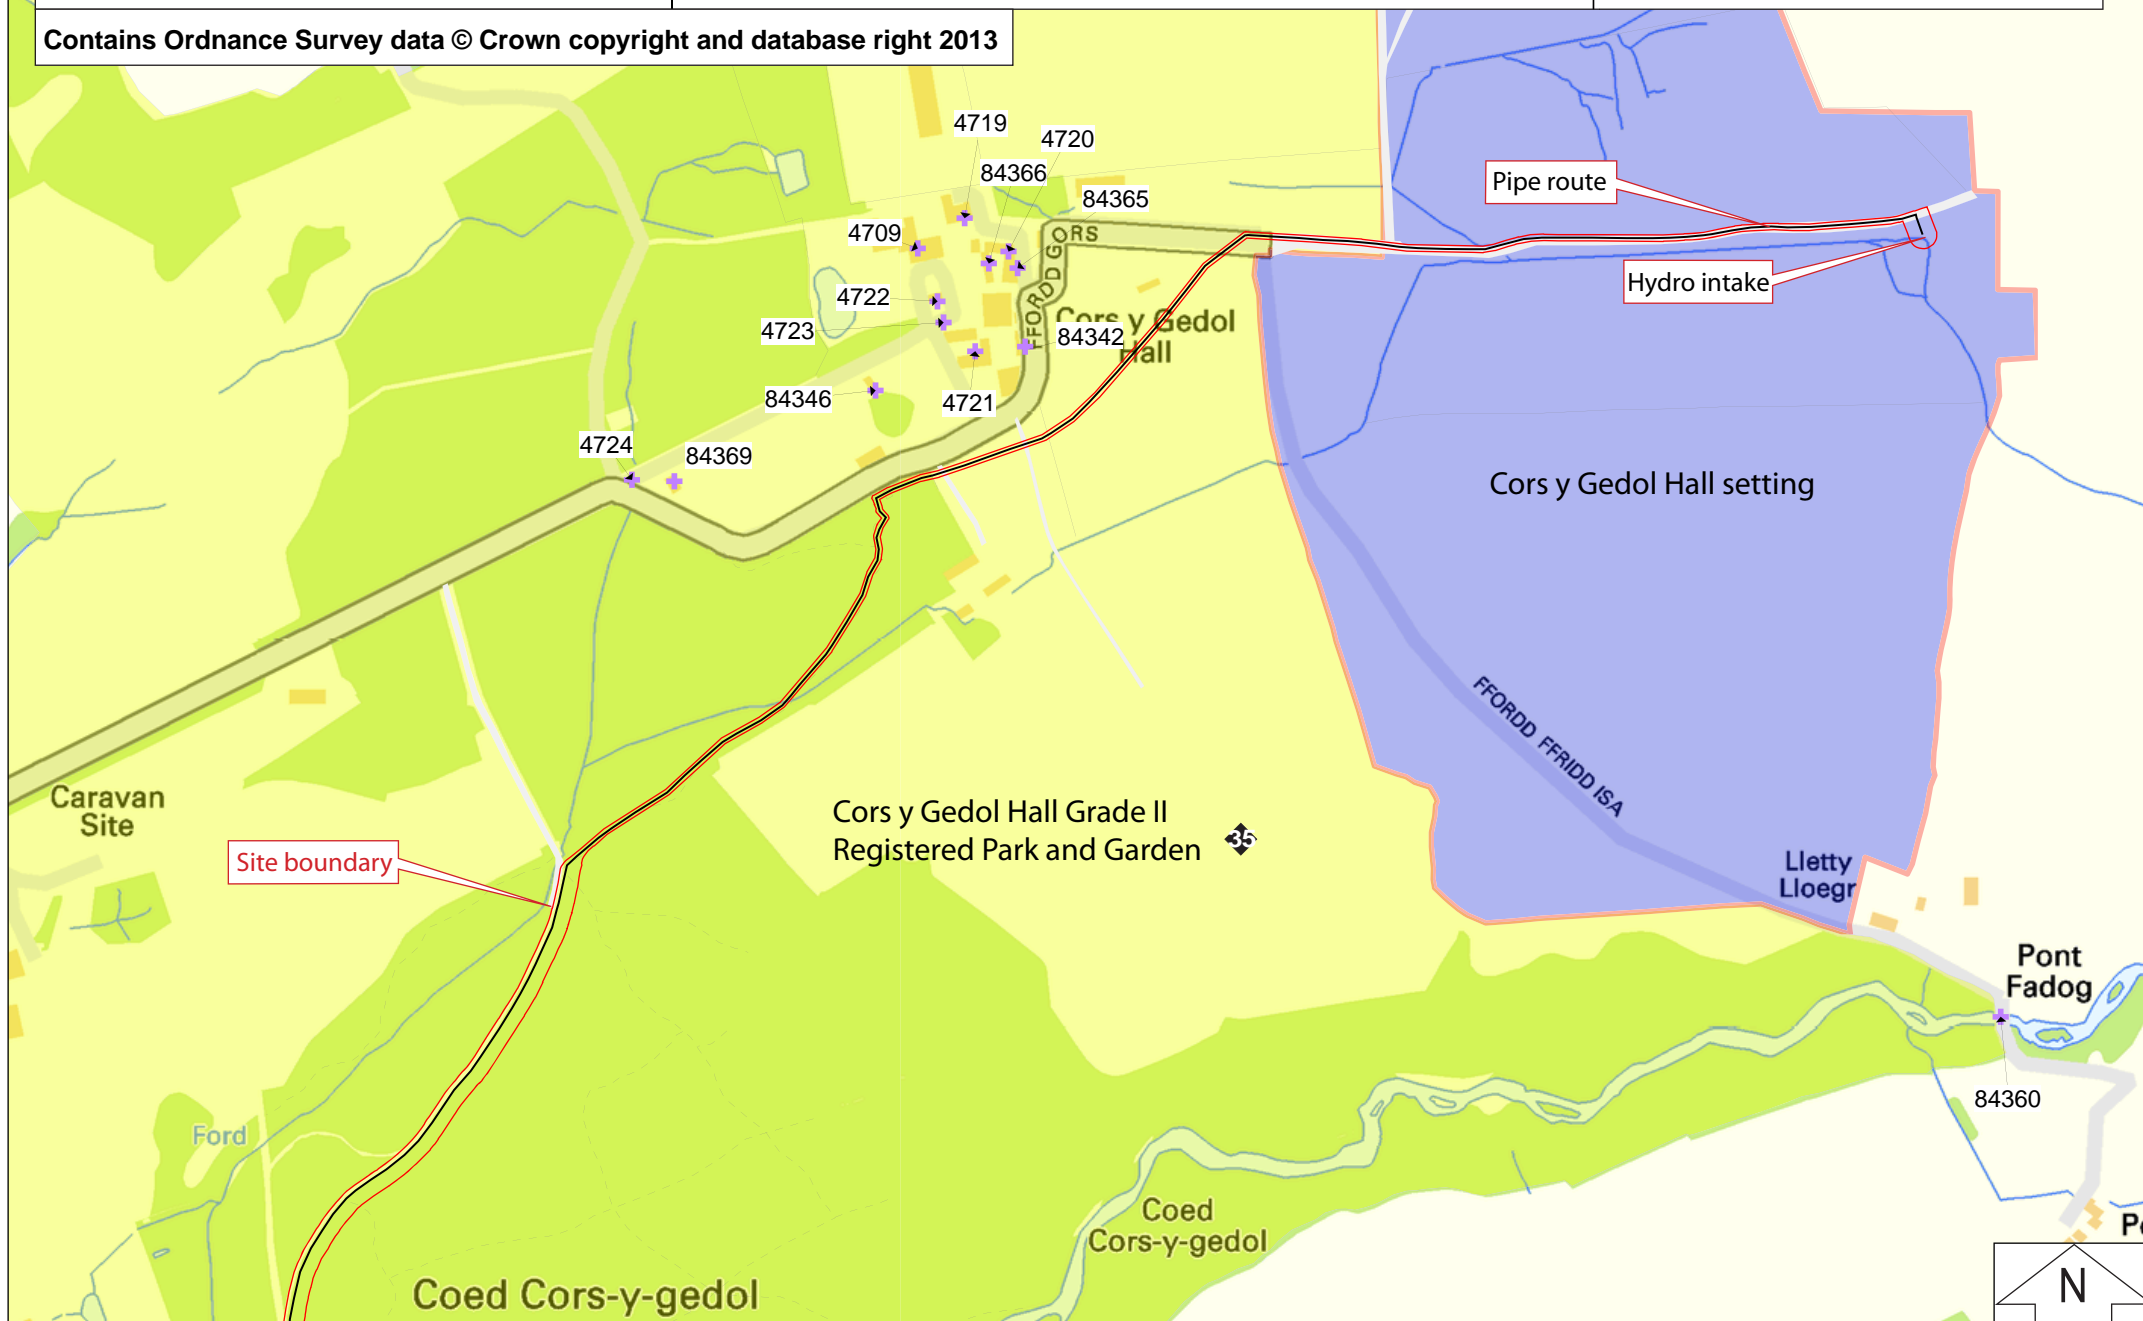 Contains Ordnance Survey data © Crown copyright and database right 2013
4719
4720
84366
84365
4709
FFORDD GORS
Pipe route
Hydro intake
4722
4723
Cors y Gedol
Hall
84342
84346
4721
4724
84369
Cors y Gedol Hall setting
FFORDD FFRIDD ISA
Caravan
Site
Cors y Gedol Hall Grade II
Registered Park and Garden
35
Site boundary
Lletty
Lloegr
Pont
Fadog
84360
Ford
Coed
Cors-y-gedol
Coed Cors-y-gedol
N